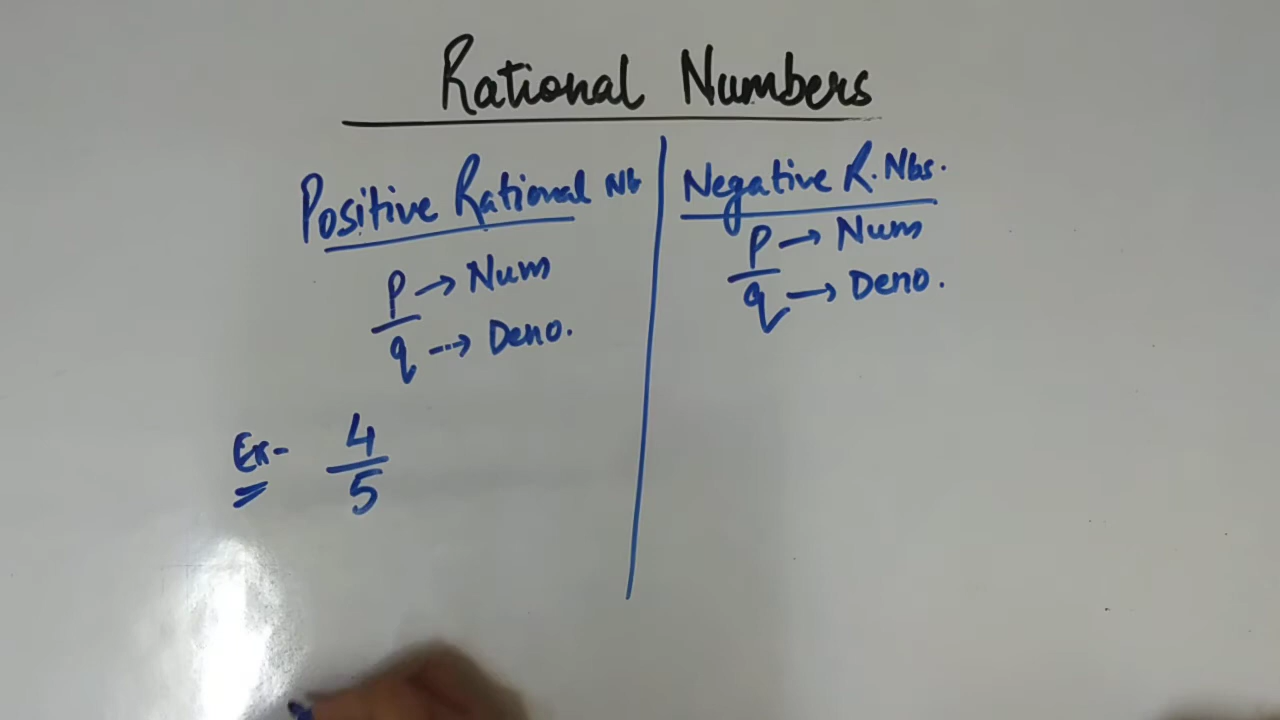 Rational Numbers
Positive Rational Nb
p → Num
q → Deno.
Ex- 4
5
Negative R. Nbs.
p → Num
q → Deno.